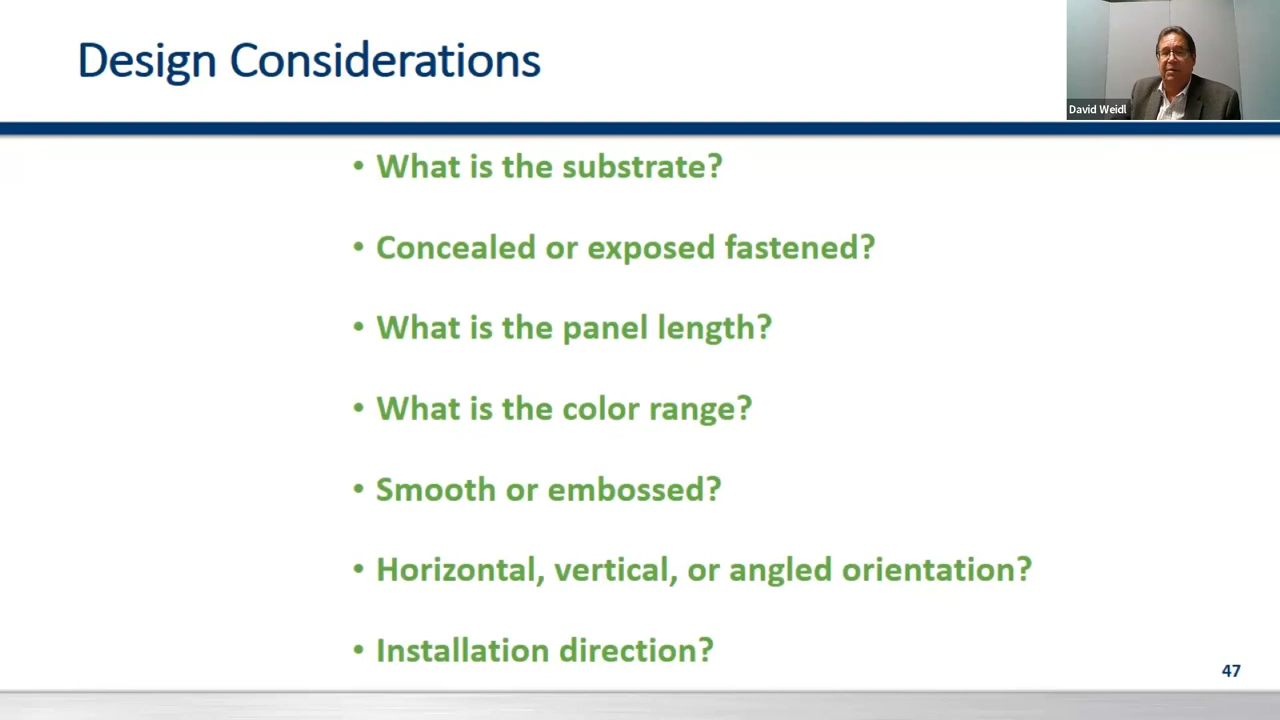 Design Considerations
David Weidl
• What is the substrate?
• Concealed or exposed fastened?
• What is the panel length?
• What is the color range?
• Smooth or embossed?
• Horizontal, vertical, or angled orientation?
• Installation direction?
47